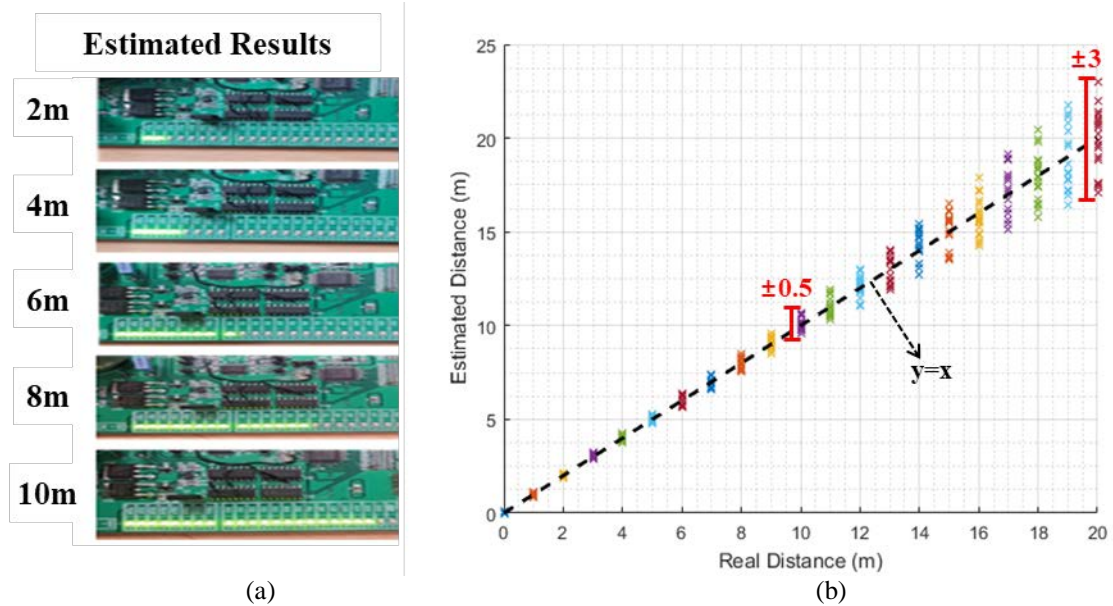 Estimated Results
2m
4m
6m
8m
10m
(a)
Estimated Distance (m)
25
20
15
10
5
0
±0.5
±3
y=x
0 2 4 6 8 10 12 14 16 18 20
Real Distance (m)
(b)